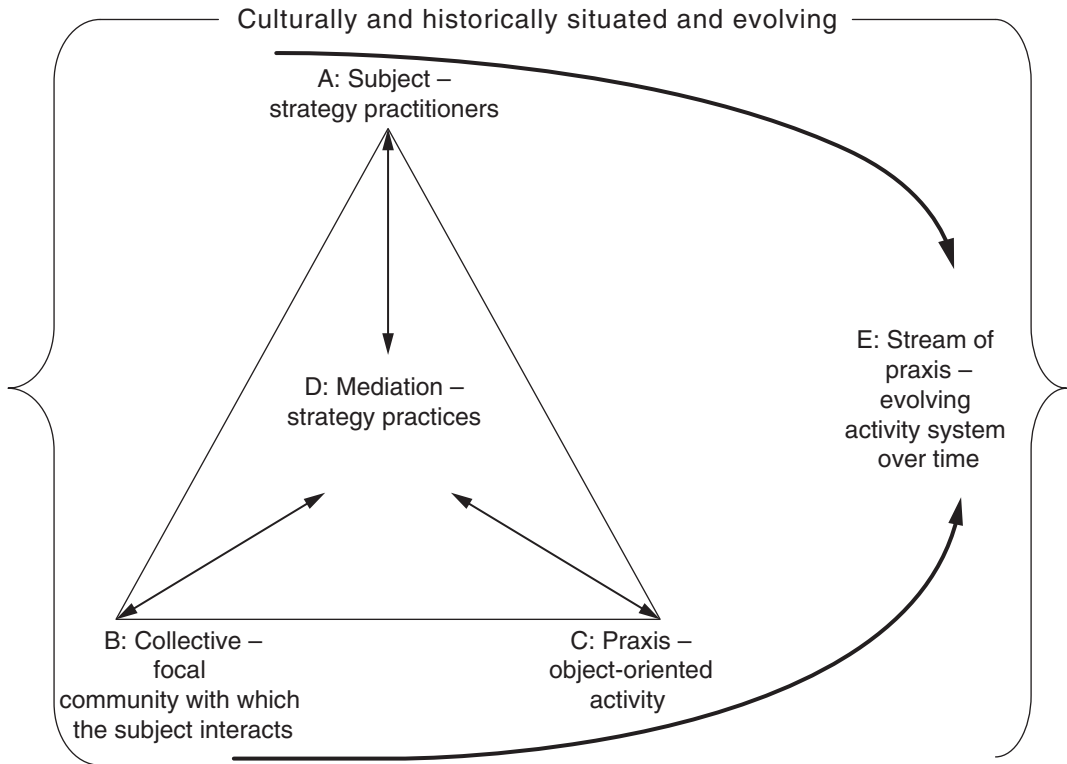 Culturally and historically situated and evolving
A: Subject –
strategy practitioners
D: Mediation –
strategy practices
E: Stream of
praxis –
evolving
activity system
over time
B: Collective –
focal
community with which
the subject interacts
C: Praxis –
object-oriented
activity